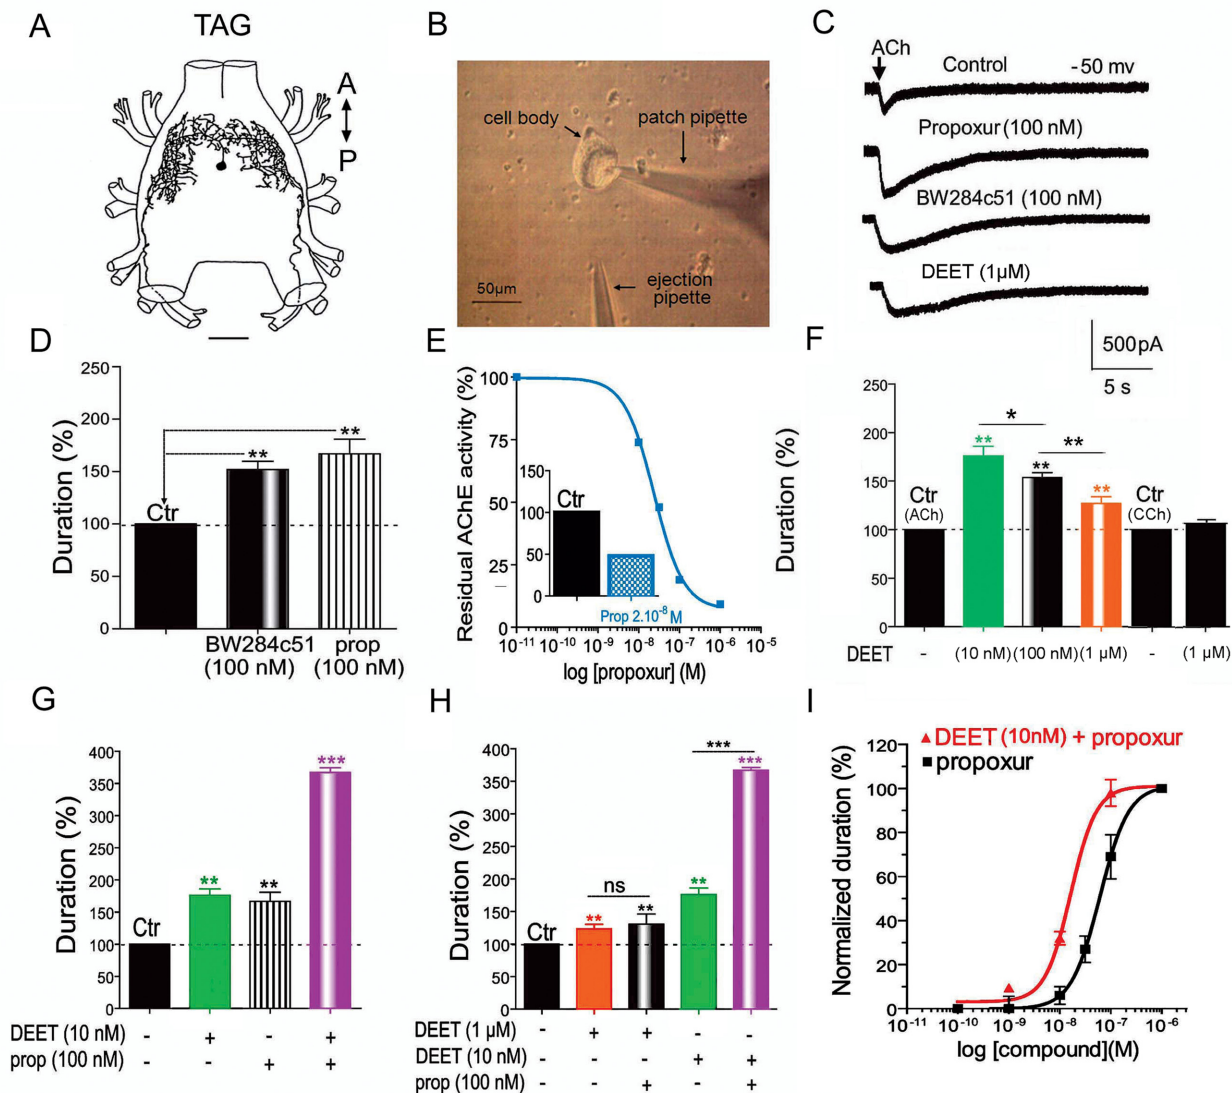 A
TAG
A
P
B
cell body
patch pipette
ejection
pipette
50µm
C
ACh
Control
-50 mv
Propoxur (100 nM)
BW284c51 (100 nM)
DEET (1µM)
500pA
5 s
D
Duration (%)
250
200
150
100
50
0
Ctr
**
**
BW284c51
(100 nM)
prop
(100 nM)
E
Residual AChE activity (%)
100
75
50
25
0
150
100
50
0
Ctr
Prop 2.10-8 M
10-11 10-10 10-9 10-8 10-7 10-6 10-5
log [propoxur] (M)
F
Duration (%)
250
200
150
100
50
0
*
**
**
**
**
Ctr
(ACh)
Ctr
(CCh)
DEET - (10 nM) (100 nM) (1 µM) - (1 µM)
G
Duration (%)
400
350
300
250
200
150
100
50
0
Ctr
**
**
***
DEET (10 nM) - + - +
prop (100 nM) - - + +
H
Duration (%)
400
350
300
250
200
150
100
50
0
Ctr
**
ns
**
**
***
***
DEET (1 µM) - + + - -
DEET (10 nM) - - - + +
prop (100 nM) - - + - +
I
DEET (10nM) + propoxur
propoxur
Normalized duration (%)
120
100
80
60
40
20
0
10-11 10-10 10-9 10-8 10-7 10-6
log [compound](M)